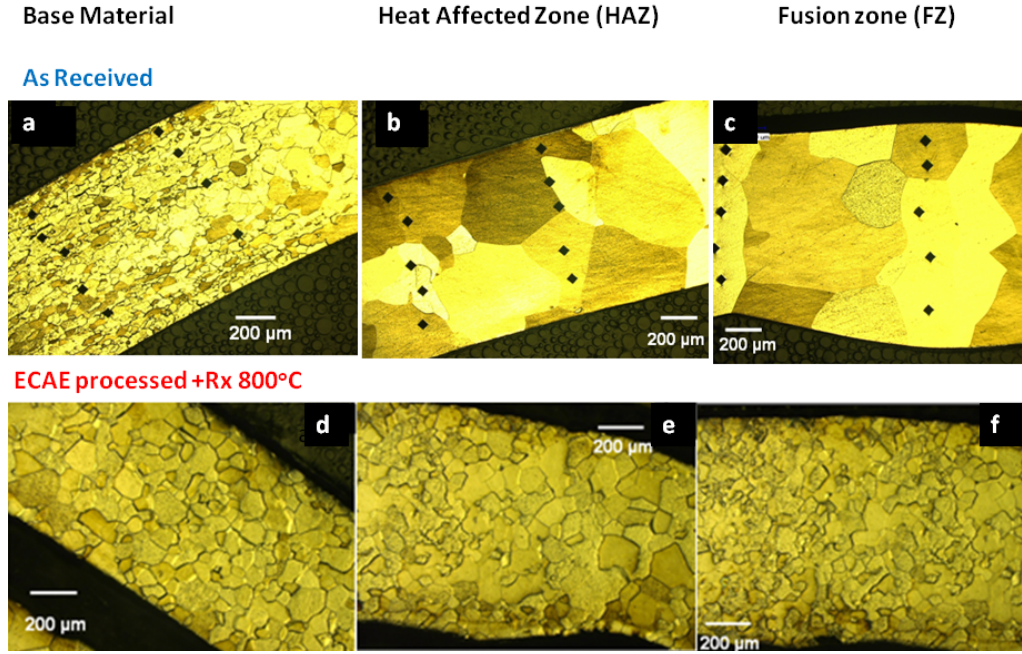 Base Material
Heat Affected Zone (HAZ)
Fusion zone (FZ)
As Received
a
b
c
200 µm
200 µm
200 µm
ECAE processed +Rx 800°C
d
e
f
200 µm
200 µm
200 µm